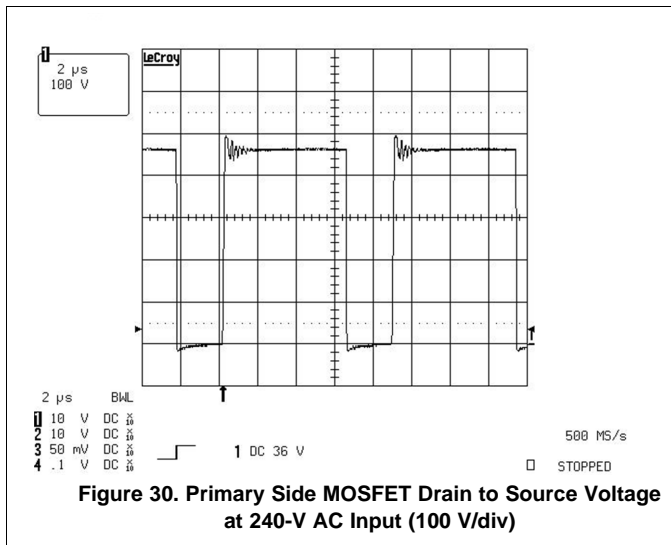 1
2 µs
100 V
LeCroy
2 µs BWL
1 10 V DC x10
2 10 V DC x10
3 50 mV DC x10
4 .1 V DC x10
1 DC 36 V
500 MS/s
STOPPED
Figure 30. Primary Side MOSFET Drain to Source Voltage
at 240-V AC Input (100 V/div)